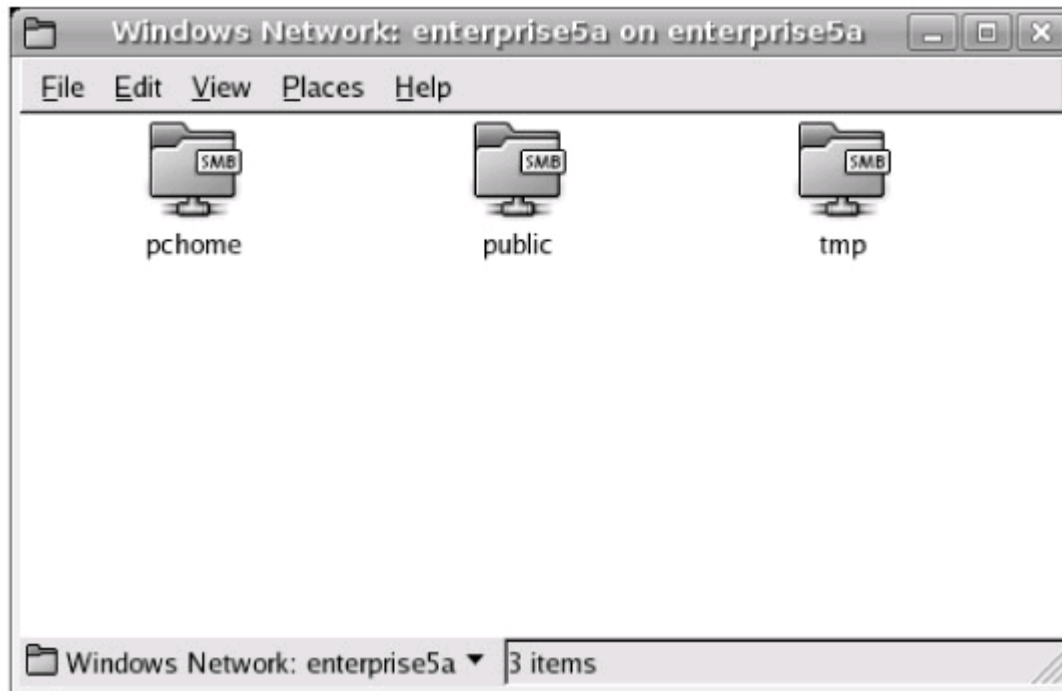 Windows Network: enterprise5a on enterprise5a
File Edit View Places Help
SMB SMB SMB
pchome public tmp
Windows Network: enterprise5a 3 items